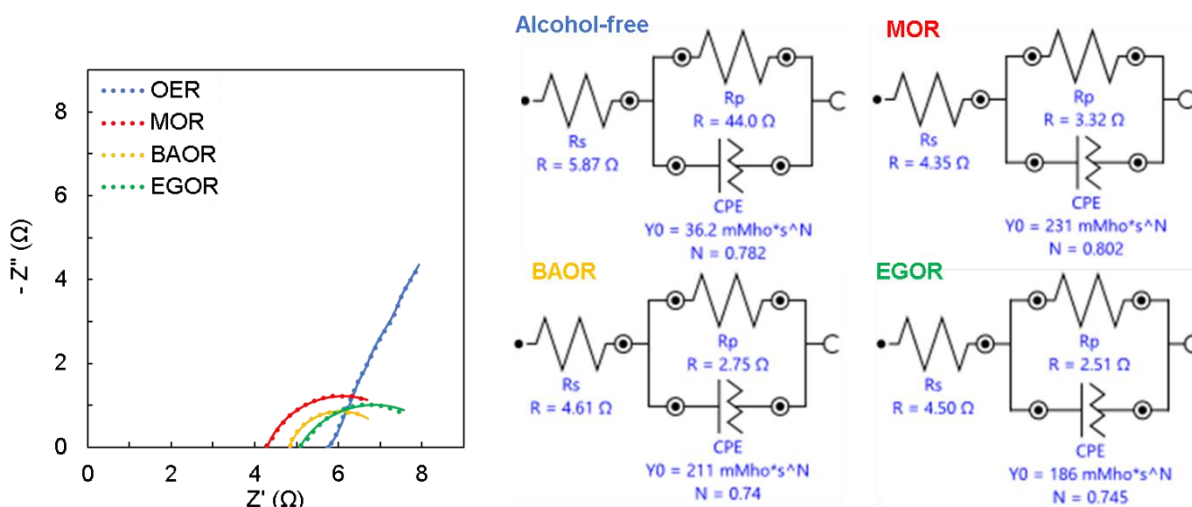 OER
MOR
BAOR
EGOR
8
6
4
2
0
- Z" (Ω)
0 2 4 6 8
Z' (Ω)
Alcohol-free
Rs
R = 5.87 Ω
Rp
R = 44.0 Ω
CPE
Y0 = 36.2 mMho*s^N
N = 0.782
MOR
Rs
R = 4.35 Ω
Rp
R = 3.32 Ω
CPE
Y0 = 231 mMho*s^N
N = 0.802
BAOR
Rs
R = 4.61 Ω
Rp
R = 2.75 Ω
CPE
Y0 = 211 mMho*s^N
N = 0.74
EGOR
Rs
R = 4.50 Ω
Rp
R = 2.51 Ω
CPE
Y0 = 186 mMho*s^N
N = 0.745